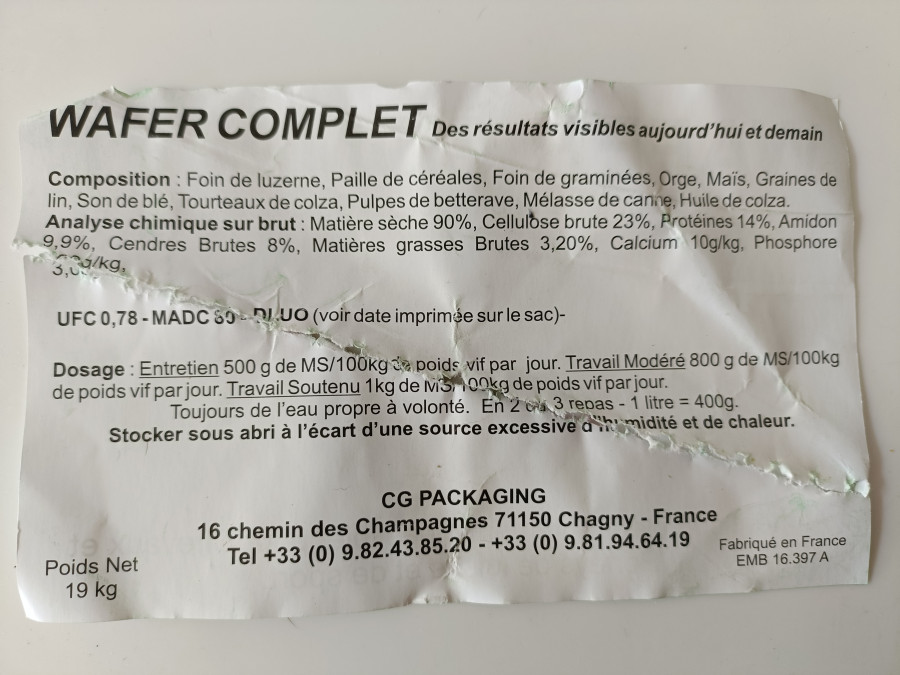 WAFER COMPLET Des résultats visibles aujourd'hui et demain
Composition : Foin de luzerne, Paille de céréales, Foin de graminées, Orge, Maïs, Graines de
lin, Son de blé, Tourteaux de colza, Pulpes de betterave, Mélasse de canne, Huile de colza.
Analyse chimique sur brut : Matière sèche 90%, Cellulose brute 23%, Protéines 14%, Amidon
9,9%, Cendres Brutes 8%, Matières grasses Brutes 3,20%, Calcium 10g/kg, Phosphore
UFC 0,78 - MADC - DLUO (voir date imprimée sur le sac)-
Dosage : Entretien 500 g de MS/100kg de poids vif par jour. Travail Modéré 800 g de MS/100kg
de poids vif par jour. Travail Soutenu 1kg de MS/100kg de poids vif par jour.
Toujours de l'eau propre à volonté. En 2 ou 3 repas - 1 litre = 400g.
Stocker sous abri à l'écart d'une source excessive d'humidité et de chaleur.
CG PACKAGING
16 chemin des Champagnes 71150 Chagny - France
Tel +33 (0) 9.82.43.85.20 - +33 (0) 9.81.94.64.19
Fabriqué en France
EMB 16.397 A
Poids Net
19 kg